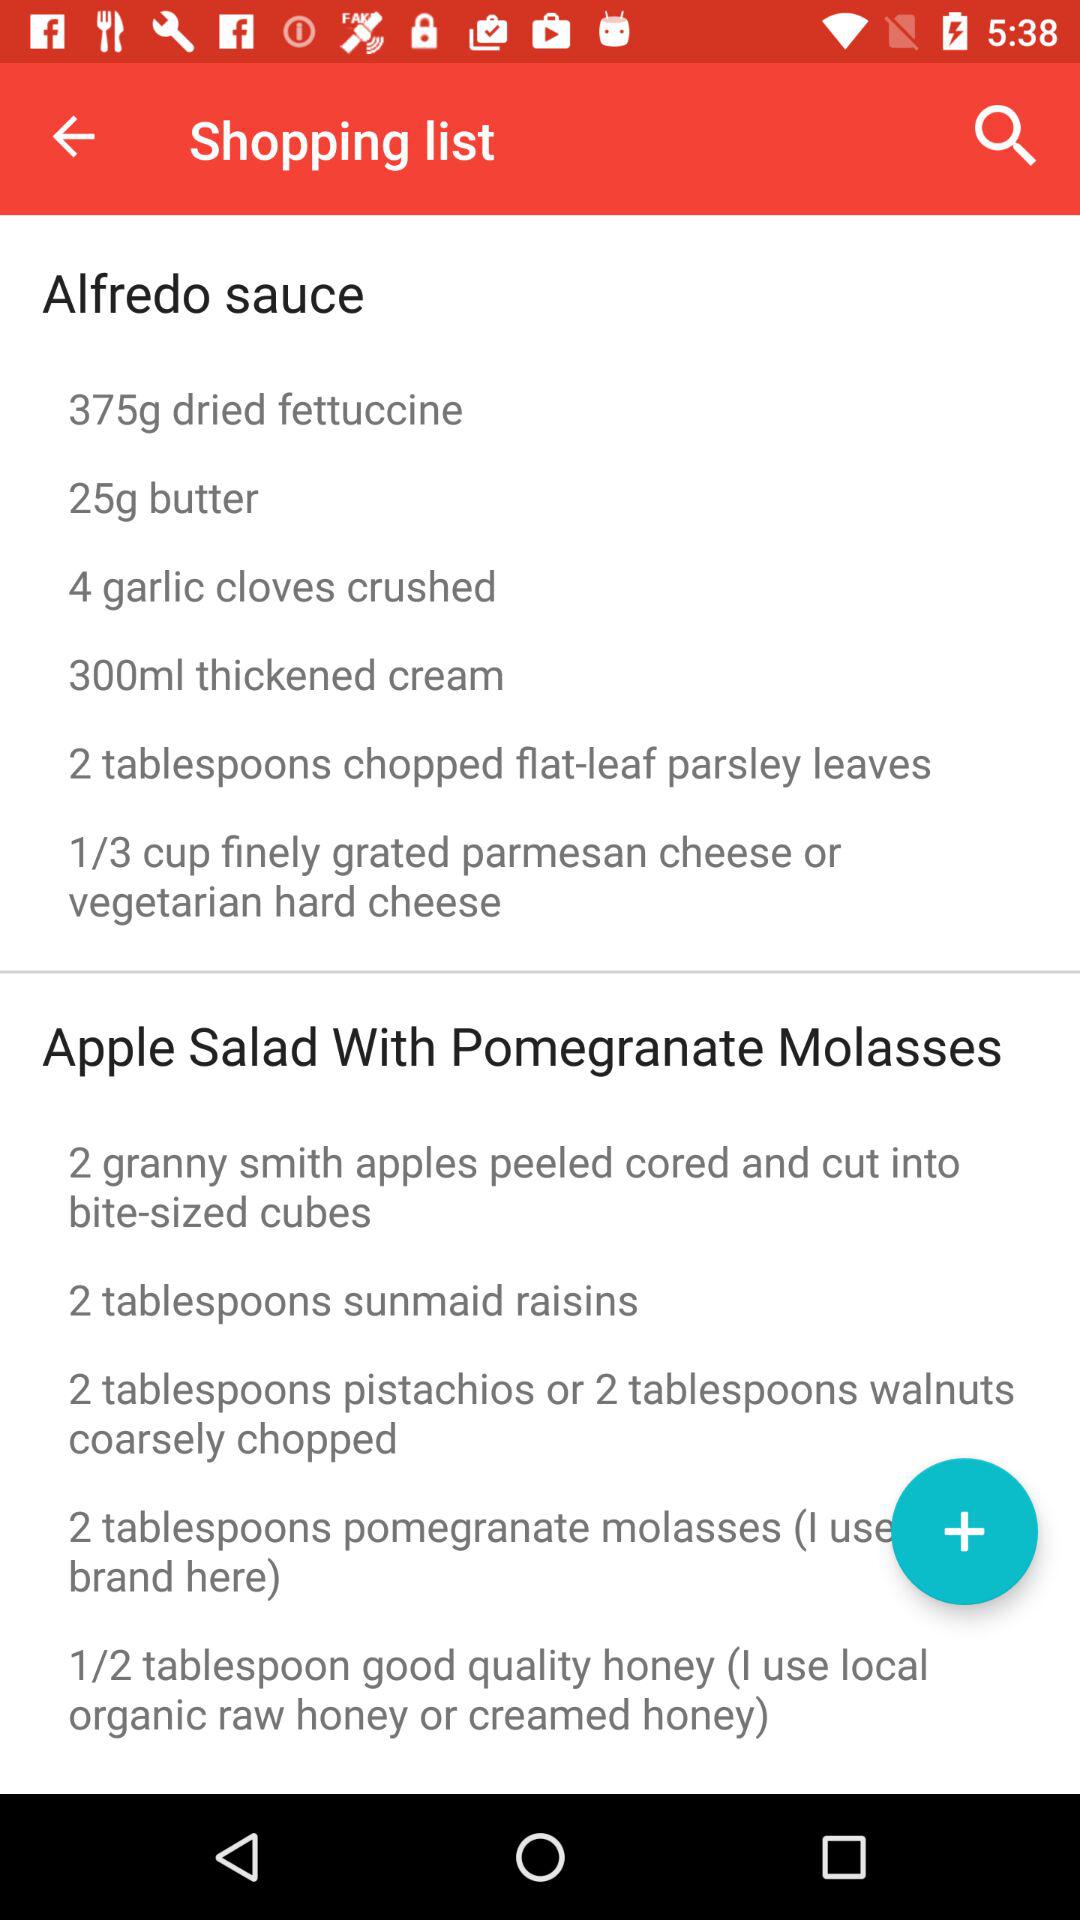 FAKE
5:38
Shopping list
Alfredo sauce
375g dried fettuccine
25g butter
4 garlic cloves crushed
300ml thickened cream
2 tablespoons chopped flat-leaf parsley leaves
1/3 cup finely grated parmesan cheese or
vegetarian hard cheese
Apple Salad With Pomegranate Molasses
2 granny smith apples peeled cored and cut into
bite-sized cubes
2 tablespoons sunmaid raisins
2 tablespoons pistachios or 2 tablespoons walnuts
coarsely chopped
2 tablespoons pomegranate molasses (I use
brand here)
1/2 tablespoon good quality honey (I use local
organic raw honey or creamed honey)